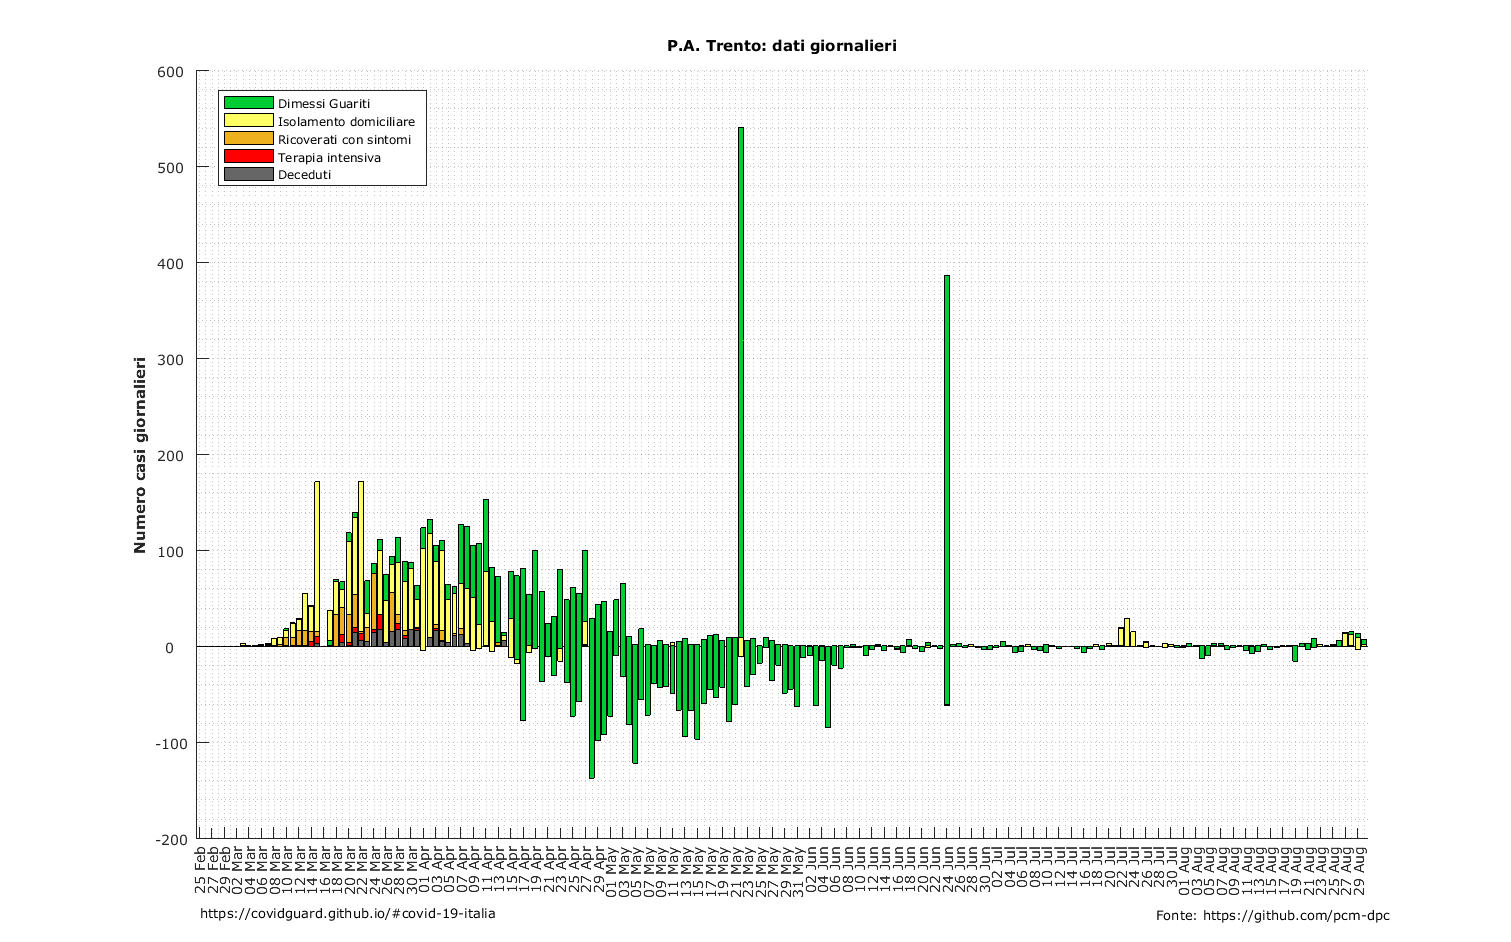 P.A. Trento: dati giornalieri
600
500
400
300
200
100
0
-100
-200
Numero casi giornalieri
Dimessi Guariti
Isolamento domiciliare
Ricoverati con sintomi
Terapia intensiva
Deceduti
25 Feb
27 Feb
29 Feb
02 Mar
04 Mar
06 Mar
08 Mar
10 Mar
12 Mar
14 Mar
16 Mar
18 Mar
20 Mar
22 Mar
24 Mar
26 Mar
28 Mar
30 Mar
01 Apr
03 Apr
05 Apr
07 Apr
09 Apr
11 Apr
13 Apr
15 Apr
17 Apr
19 Apr
21 Apr
23 Apr
25 Apr
27 Apr
29 Apr
01 May
03 May
05 May
07 May
09 May
11 May
13 May
15 May
17 May
19 May
21 May
23 May
25 May
27 May
29 May
31 May
02 Jun
04 Jun
06 Jun
08 Jun
10 Jun
12 Jun
14 Jun
16 Jun
18 Jun
20 Jun
22 Jun
24 Jun
26 Jun
28 Jun
30 Jun
02 Jul
04 Jul
06 Jul
08 Jul
10 Jul
12 Jul
14 Jul
16 Jul
18 Jul
20 Jul
22 Jul
24 Jul
26 Jul
28 Jul
30 Jul
01 Aug
03 Aug
05 Aug
07 Aug
09 Aug
11 Aug
13 Aug
15 Aug
17 Aug
19 Aug
21 Aug
23 Aug
25 Aug
27 Aug
29 Aug
https://covidguard.github.io/#covid-19-italia
Fonte: https://github.com/pcm-dpc